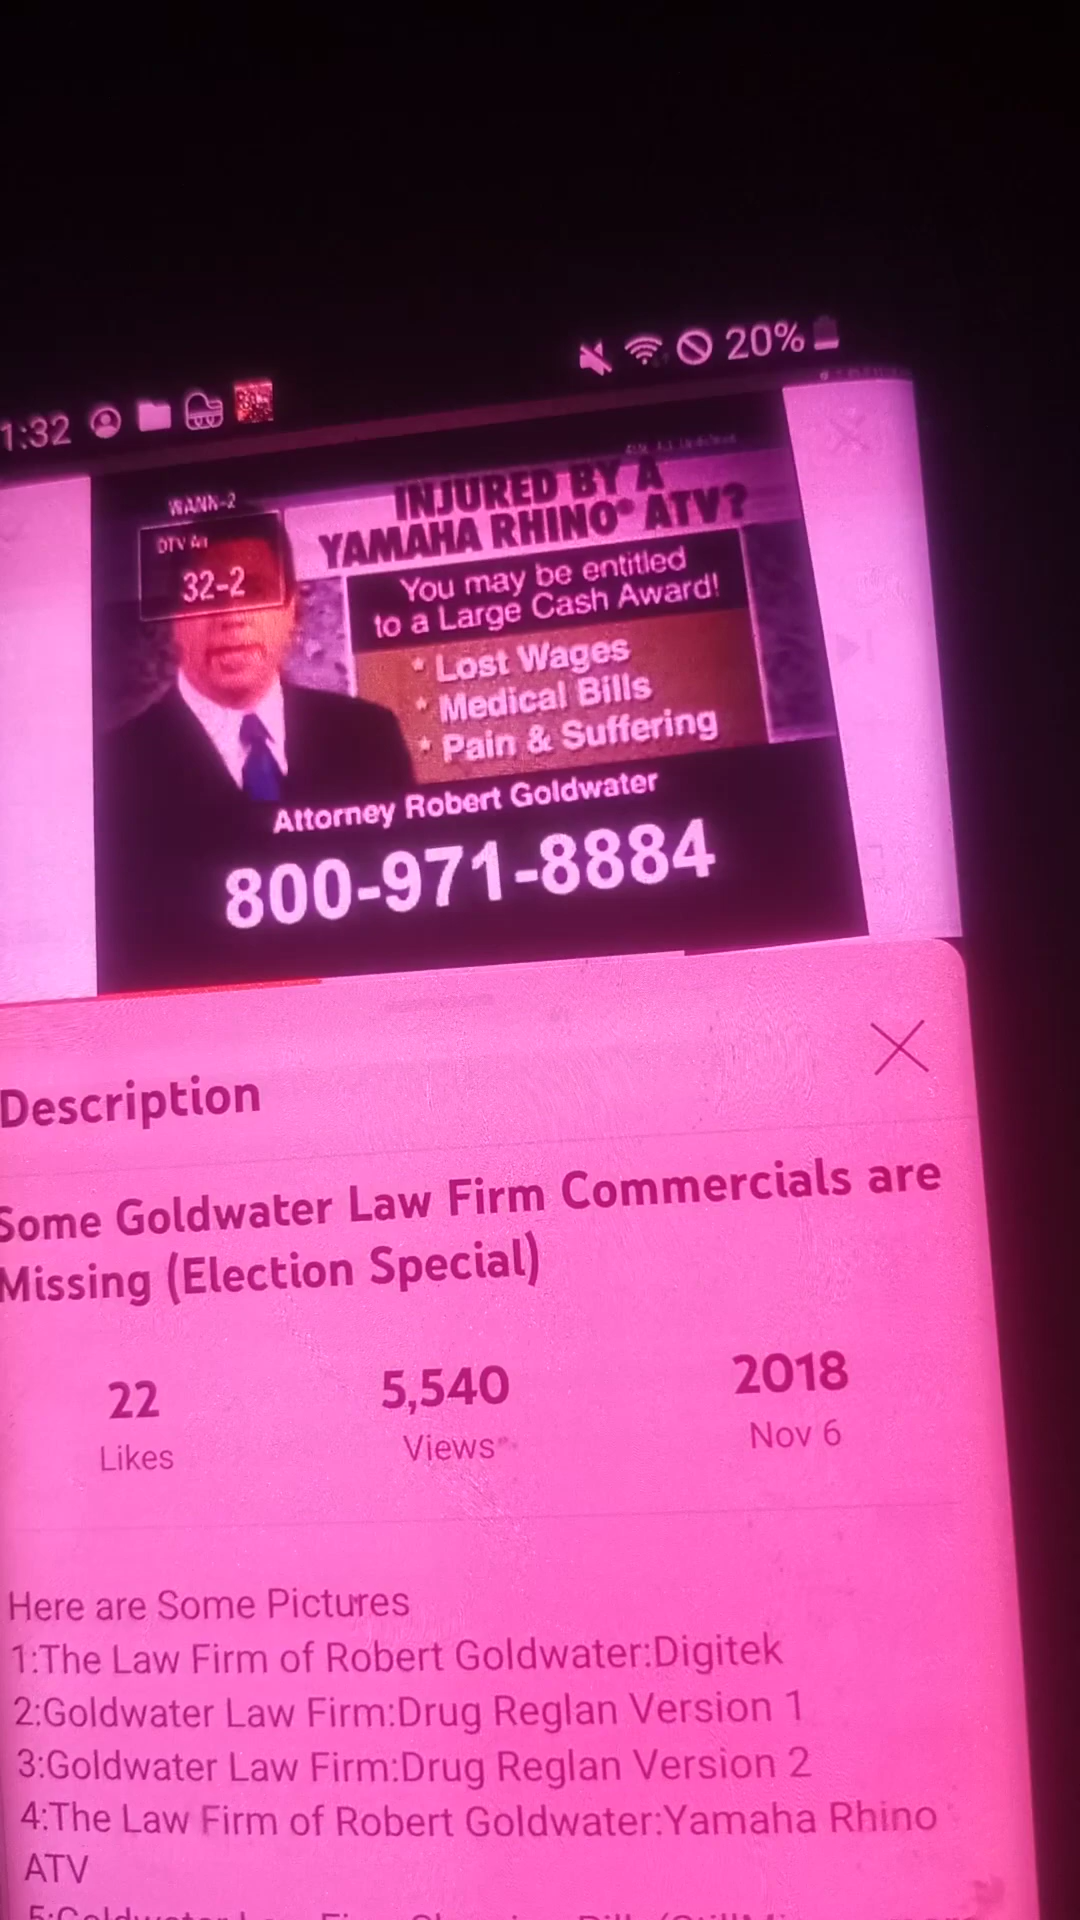 1:32
20%
WANN-2
DTV An
32-2
INJURED BY A
YAMAHA RHINO® ATV?
You may be entitled
to a Large Cash Award!
* Lost Wages
* Medical Bills
* Pain & Suffering
Attorney Robert Goldwater
800-971-8884
Description
Some Goldwater Law Firm Commercials are
Missing (Election Special)
22
Likes
5,540
Views
2018
Nov 6
Here are Some Pictures
1:The Law Firm of Robert Goldwater:Digitek
2:Goldwater Law Firm:Drug Reglan Version 1
3:Goldwater Law Firm:Drug Reglan Version 2
4:The Law Firm of Robert Goldwater:Yamaha Rhino
ATV